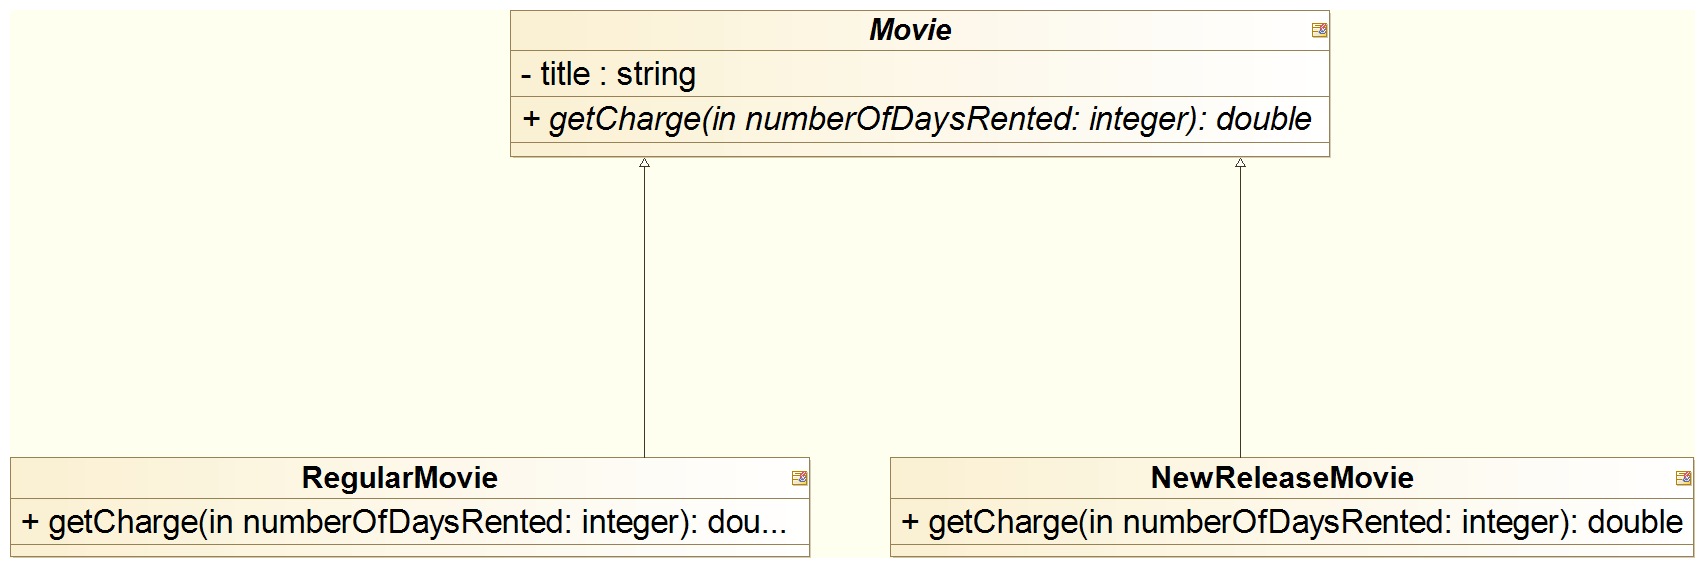 Movie
- title : string
+ getCharge(in numberOfDaysRented: integer): double
RegularMovie
+ getCharge(in numberOfDaysRented: integer): dou...
NewReleaseMovie
+ getCharge(in numberOfDaysRented: integer): double